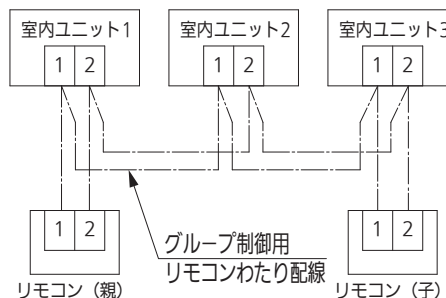 室内ユニット1 室内ユニット2 室内ユニット3
1 2 1 2 1 2
1 2 1 2
グループ制御用
リモコンわたり配線
リモコン（親） リモコン（子）